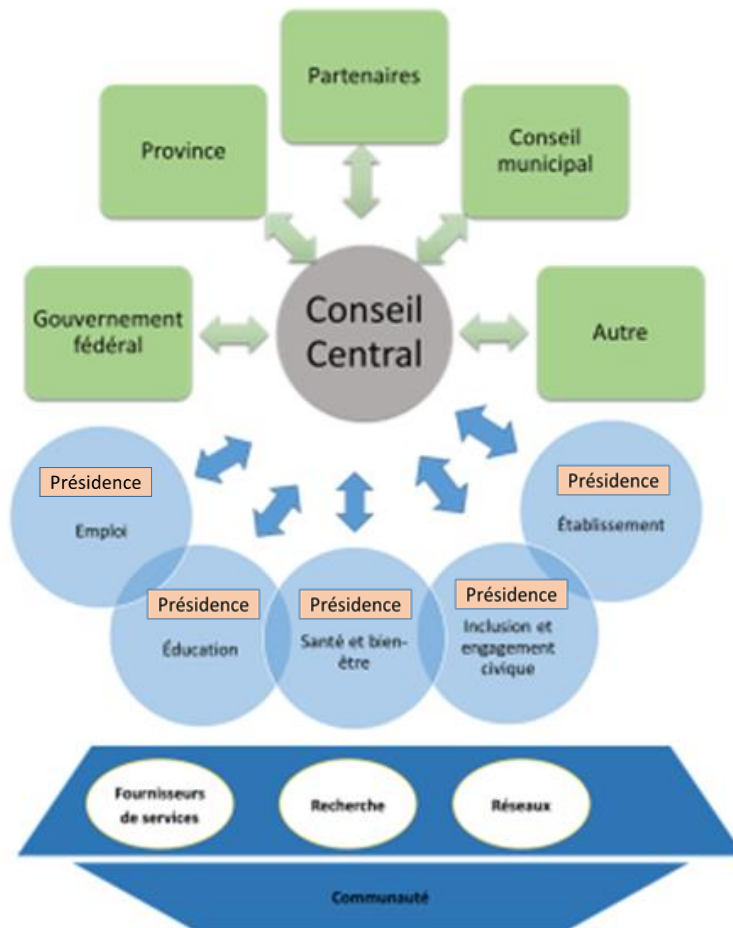 Partenaires
Province
Conseil
municipal
Gouvernement
fédéral
Conseil
Central
Autre
Présidence
Emploi
Présidence
Établissement
Présidence
Éducation
Présidence
Santé et bien-
être
Présidence
Inclusion et
engagement
civique
Fournisseurs
de services
Recherche
Réseaux
Communauté